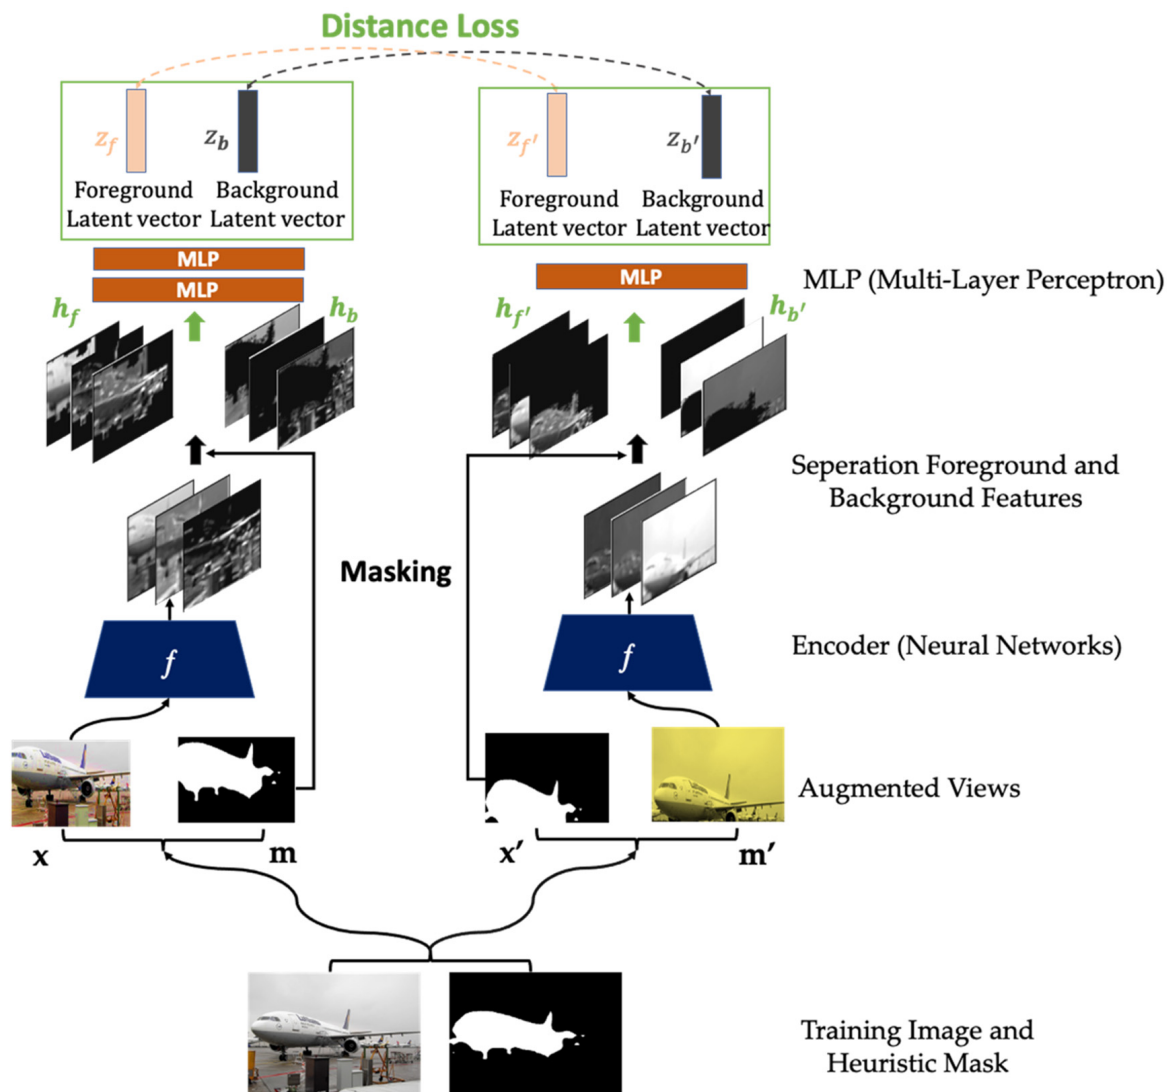 Distance Loss
z_f
z_b
z_f′
z_b′
Foreground
Latent vector
Background
Latent vector
Foreground
Latent vector
Background
Latent vector
MLP
MLP
MLP
MLP (Multi-Layer Perceptron)
h_f
h_b
h_f′
h_b′
Seperation Foreground and
Background Features
Masking
f
f
Encoder (Neural Networks)
Augmented Views
x
m
x′
m′
Training Image and
Heuristic Mask